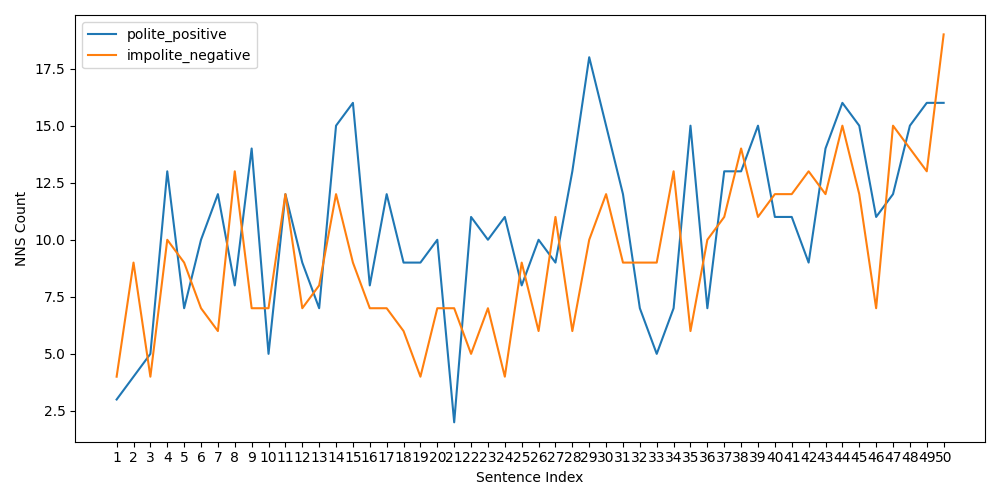 polite_positive
impolite_negative
17.5
15.0
12.5
10.0
7.5
5.0
2.5
NNS Count
1 2 3 4 5 6 7 8 9 10 11 12 13 14 15 16 17 18 19 20 21 22 23 24 25 26 27 28 29 30 31 32 33 34 35 36 37 38 39 40 41 42 43 44 45 46 47 48 49 50
Sentence Index